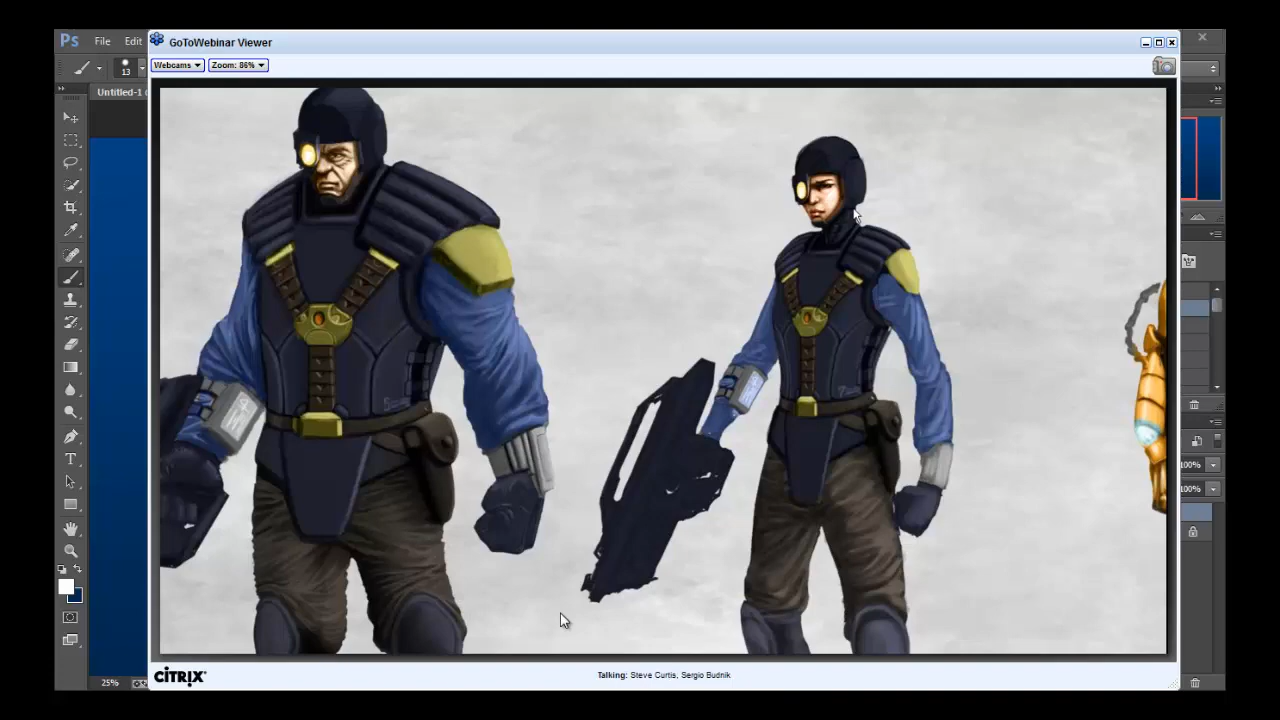 Ps File Edit
GoToWebinar Viewer
Webcams
Zoom: 86%
13
Untitled-1
T
100%
100%
25%
CITRIX
Talking: Steve Curtis, Sergio Budnik